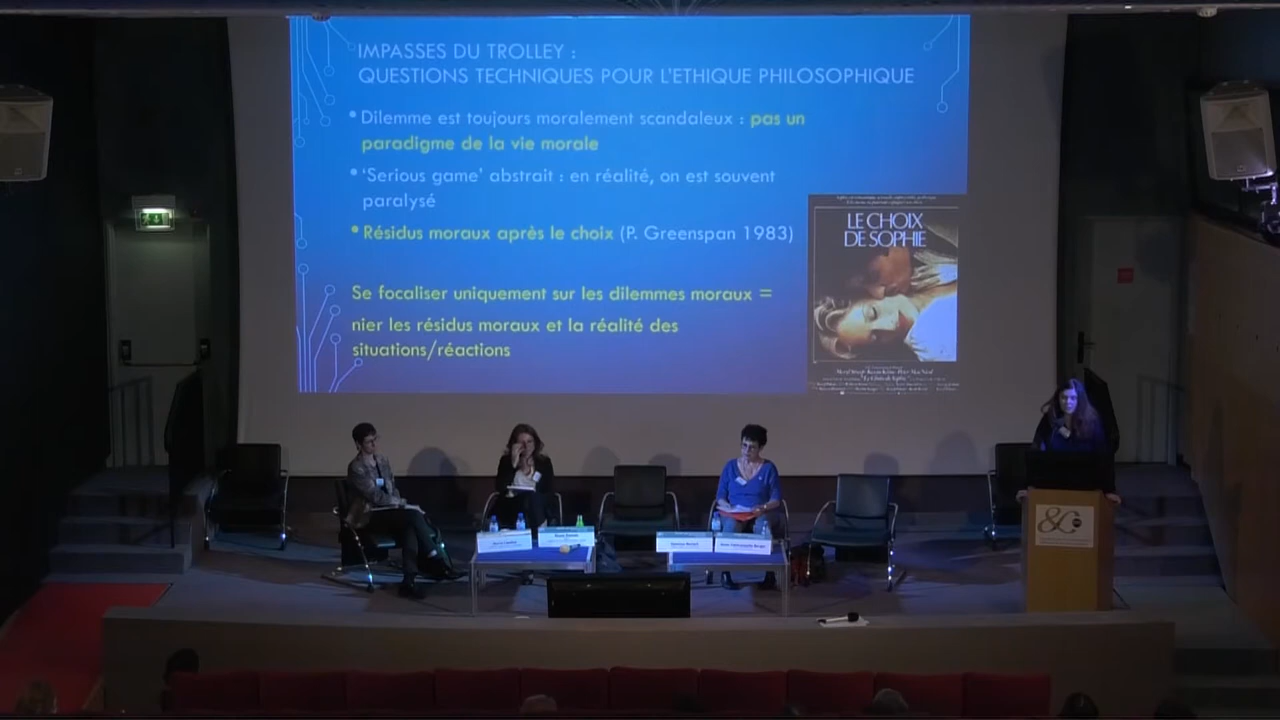 IMPASSES DU TROLLEY :
QUESTIONS TECHNIQUES POUR L'ETHIQUE PHILOSOPHIQUE
• Dilemme est toujours moralement scandaleux : pas un
paradigme de la vie morale
• 'Serious game' abstrait : en réalité, on est souvent
paralysé
• Résidus moraux après le choix (P. Greenspan 1983)
Se focaliser uniquement sur les dilemmes moraux =
nier les résidus moraux et la réalité des
situations/réactions
LE CHOIX
DE SOPHIE
&C